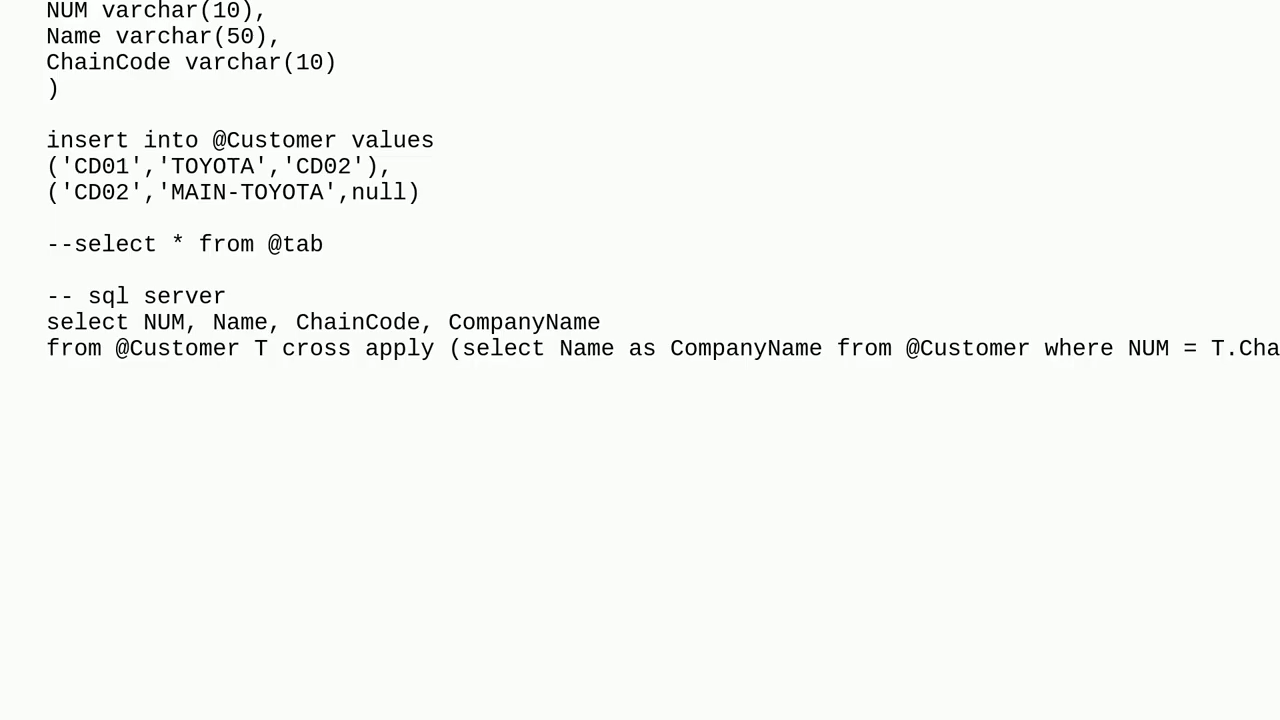 NUM varchar(10),
Name varchar(50),
ChainCode varchar(10)
)
insert into @Customer values
('CD01','TOYOTA','CD02'),
('CD02','MAIN-TOYOTA',null)
--select * from @tab
-- sql server
select NUM, Name, ChainCode, CompanyName
from @Customer T cross apply (select Name as CompanyName from @Customer where NUM = T.Cha